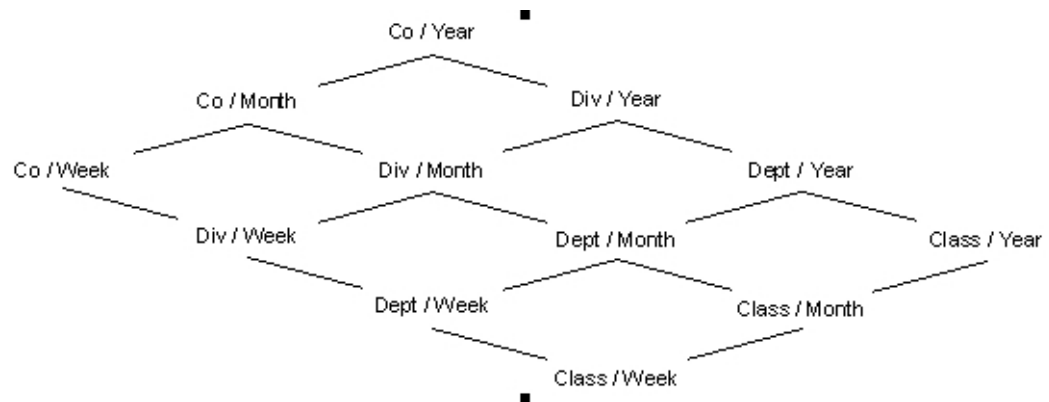 Co / Year
Co / Month
Div / Year
Co / Week
Div / Month
Dept / Year
Div / Week
Dept / Month
Class / Year
Dept / Week
Class / Month
Class / Week